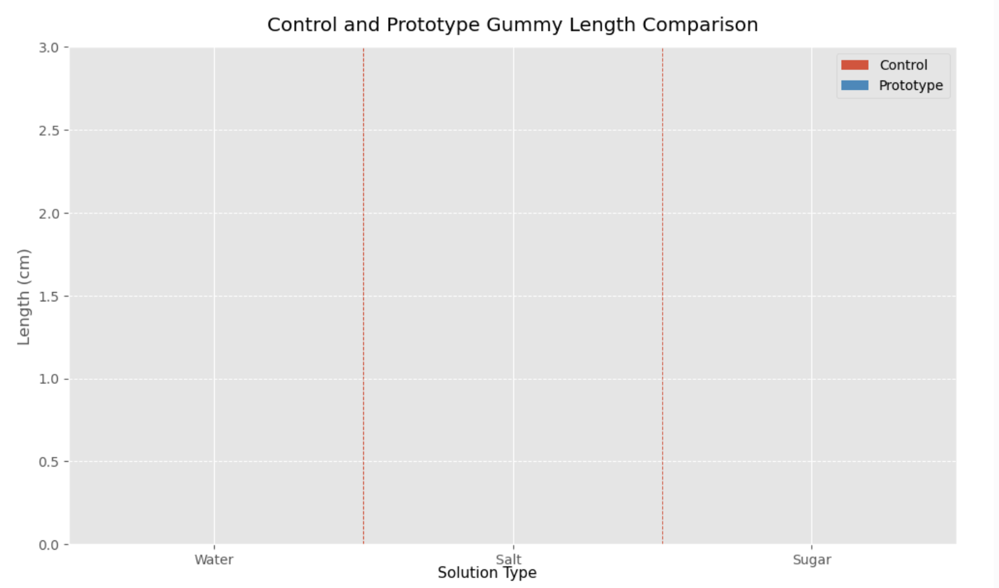 Control and Prototype Gummy Length Comparison
Control
Prototype
3.0
2.5
2.0
1.5
1.0
0.5
0.0
Length (cm)
Water Salt Sugar
Solution Type